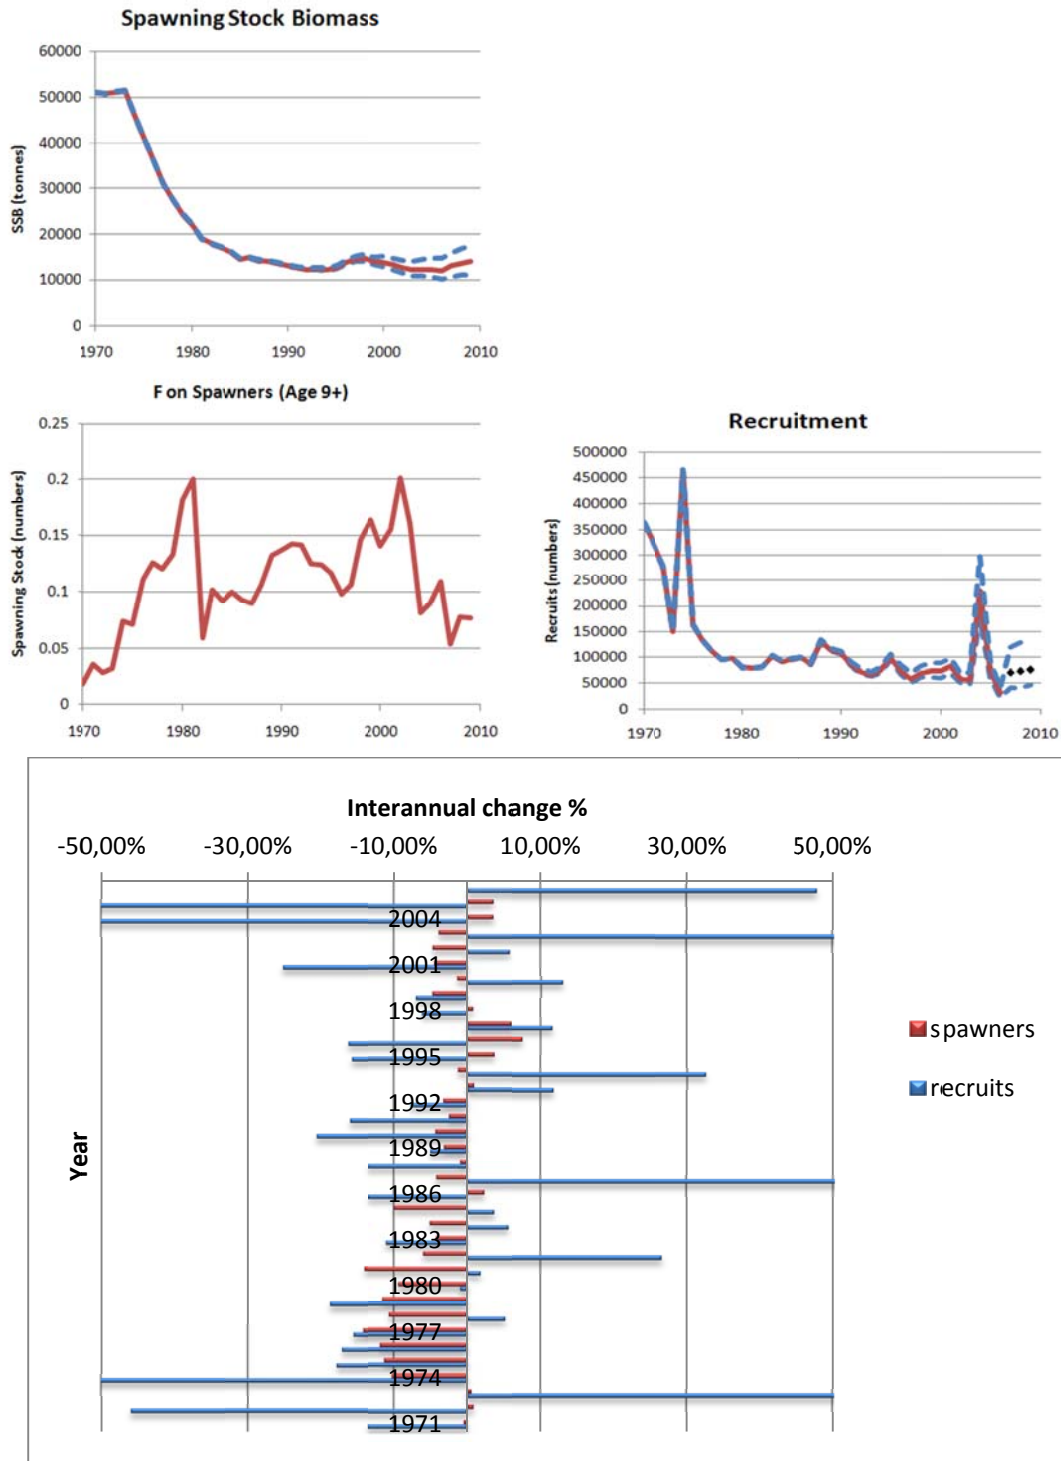 Spawning Stock Biomass
60000
50000
40000
30000
20000
10000
0
SSB (tonnes)
1970 1980 1990 2000 2010
F on Spawners (Age 9+)
0.25
0.2
0.15
0.1
0.05
0
Spawning Stock (numbers)
1970 1980 1990 2000 2010
Recruitment
500000
450000
400000
350000
300000
250000
200000
150000
100000
50000
0
Recruits (numbers)
1970 1980 1990 2000 2010
Interannual change %
-50,00% -30,00% -10,00% 10,00% 30,00% 50,00%
2004
2001
1998
1995
1992
1989
1986
1983
1980
1977
1974
1971
Year
spawners
recruits